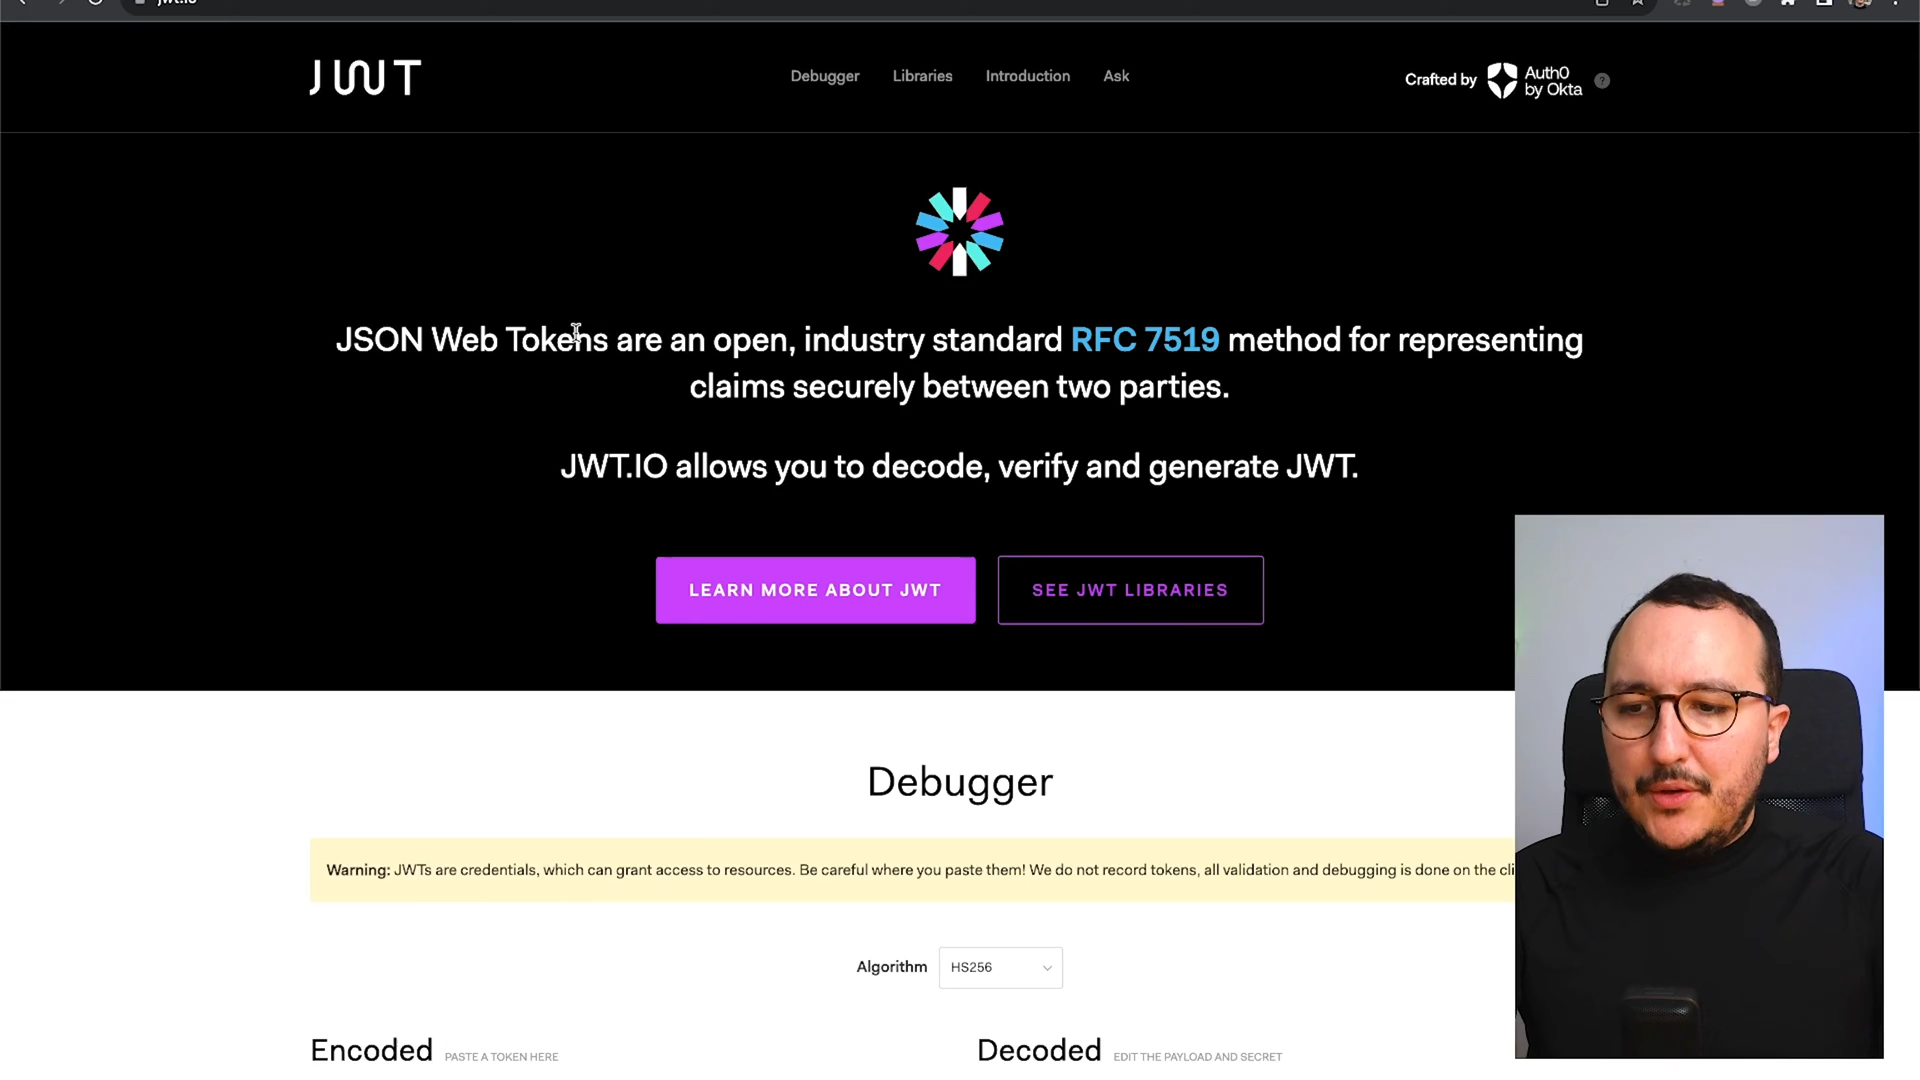 jwt.io
JWT
Debugger Libraries Introduction Ask
Crafted by Auth0
by Okta
?
JSON Web Tokens are an open, industry standard RFC 7519 method for representing
claims securely between two parties.
JWT.IO allows you to decode, verify and generate JWT.
LEARN MORE ABOUT JWT
SEE JWT LIBRARIES
Debugger
Warning: JWTs are credentials, which can grant access to resources. Be careful where you paste them! We do not record tokens, all validation and debugging is done on the cli
Algorithm HS256
Encoded PASTE A TOKEN HERE
Decoded EDIT THE PAYLOAD AND SECRET